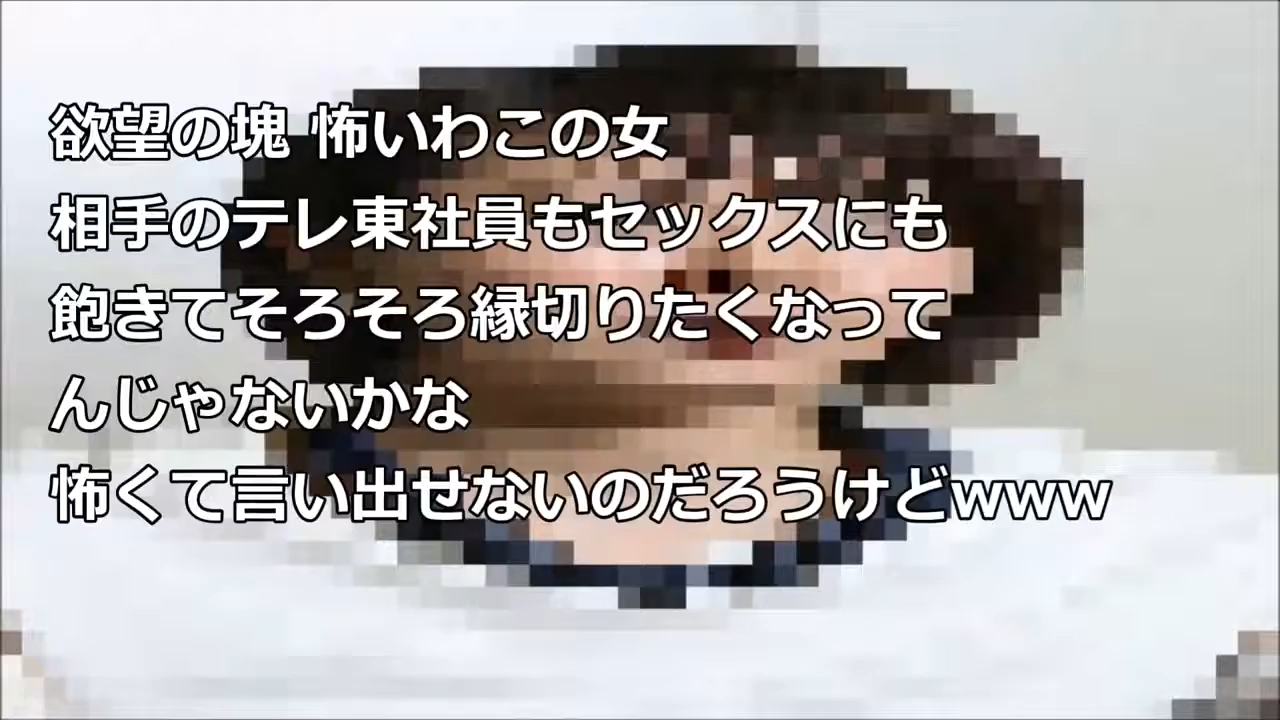 欲望の塊 怖いわこの女
相手のテレ東社員もセックスにも
飽きてそろそろ縁切りたくなって
んじゃないかな
怖くて言い出せないのだろうけどwww